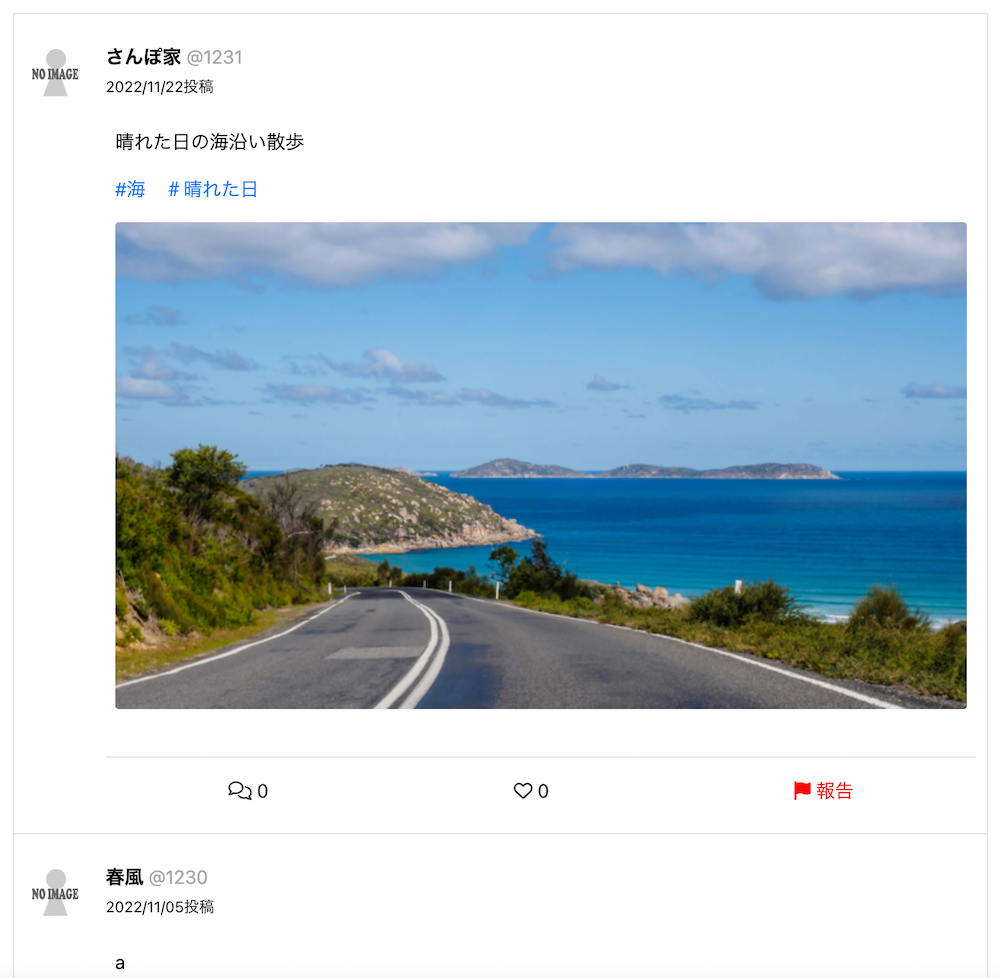 さんぽ家 @1231
NO IMAGE
2022/11/22投稿
晴れた日の海沿い散歩
#海 ＃晴れた日
0 0 報告
春風 @1230
NO IMAGE
2022/11/05投稿
a